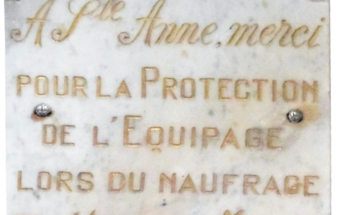 A Ste Anne, merci
POUR LA PROTECTION
DE L'EQUIPAGE
LORS DU NAUFRAGE